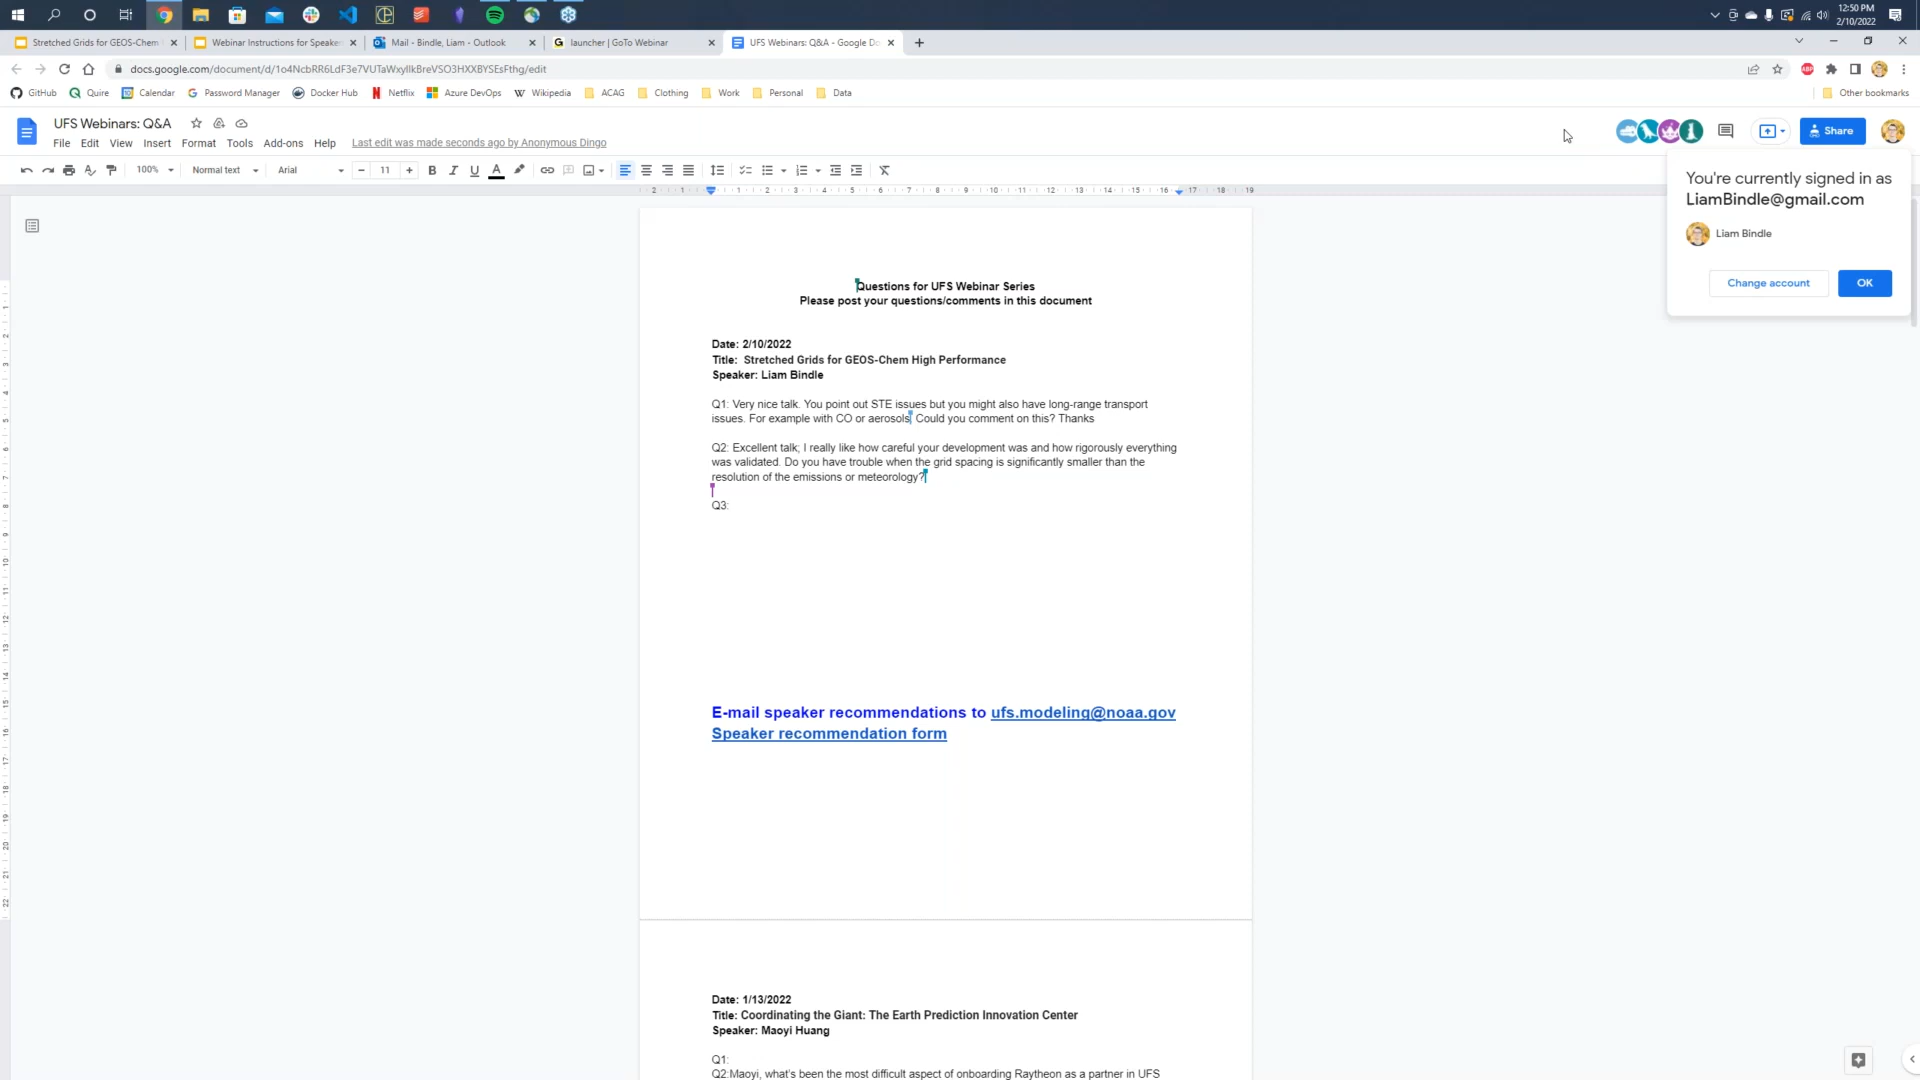 12:50 PM
2/10/2022
Stretched Grids for GEOS-Chem
Webinar Instructions for Speaker
Mail - Bindle, Liam - Outlook
launcher | GoTo Webinar
UFS Webinars: Q&A - Google Do
GitHub
Quire
Calendar
Password Manager
Docker Hub
Netflix
Azure DevOps
Wikipedia
ACAG
Clothing
Work
Personal
Data
Other bookmarks
UFS Webinars: Q&A
File Edit View Insert Format Tools Add-ons Help Last edit was made seconds ago by Anonymous Dingo
Share
100% Normal text Arial 11
You're currently signed in as
LiamBindle@gmail.com
Liam Bindle
Change account
OK
Questions for UFS Webinar Series
Please post your questions/comments in this document
Date: 2/10/2022
Title: Stretched Grids for GEOS-Chem High Performance
Speaker: Liam Bindle
Q1: Very nice talk. You point out STE issues but you might also have long-range transport
issues. For example with CO or aerosols. Could you comment on this? Thanks
Q2: Excellent talk; I really like how careful your development was and how rigorously everything
was validated. Do you have trouble when the grid spacing is significantly smaller than the
resolution of the emissions or meteorology?
Q3:
E-mail speaker recommendations to ufs.modeling@noaa.gov
Speaker recommendation form
Date: 1/13/2022
Title: Coordinating the Giant: The Earth Prediction Innovation Center
Speaker: Maoyi Huang
Q1:
Q2:Maoyi, what's been the most difficult aspect of onboarding Raytheon as a partner in UFS